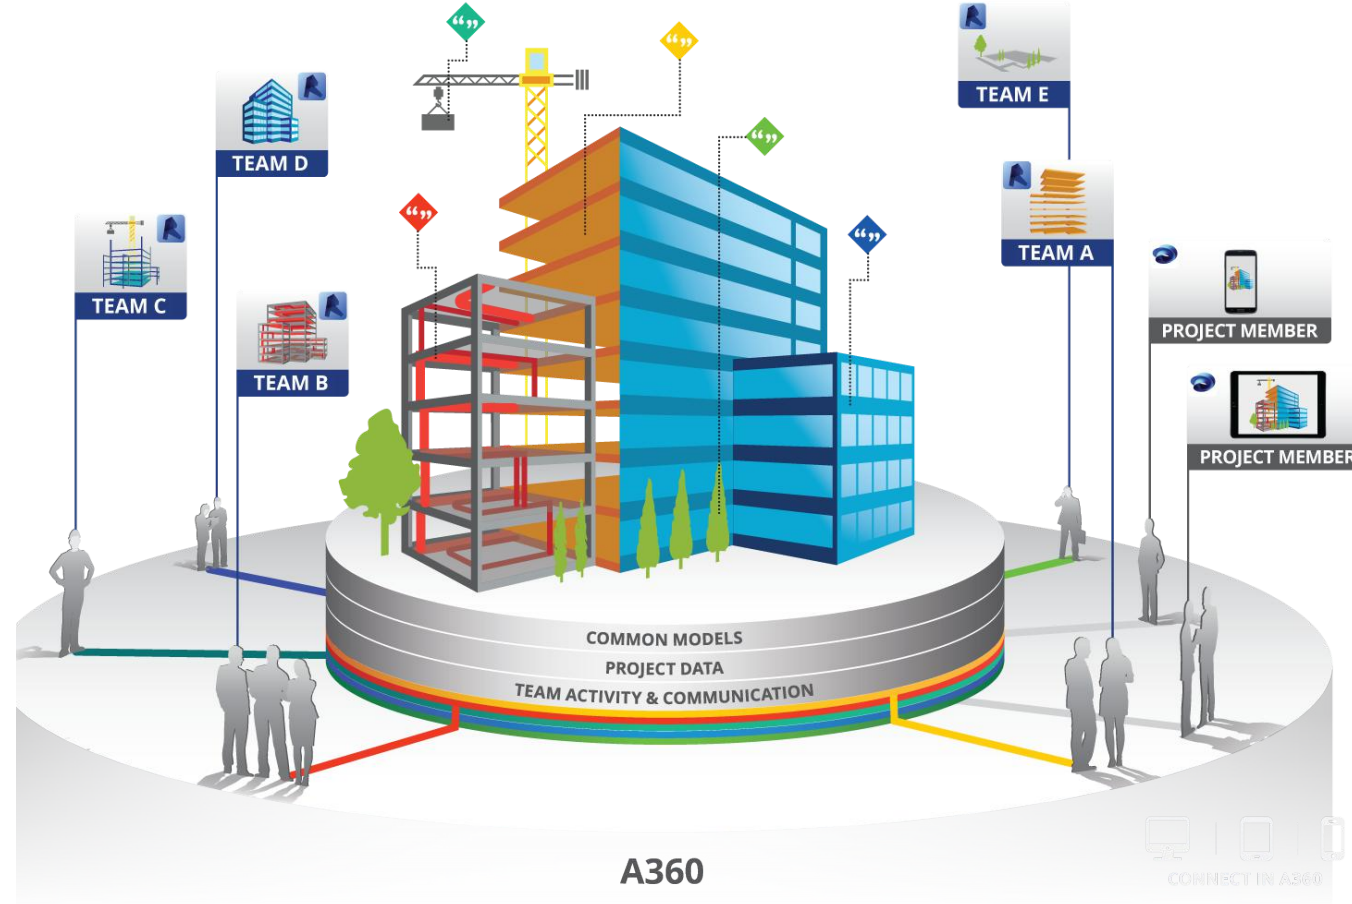 TEAM E
TEAM D
TEAM A
TEAM C
PROJECT MEMBER
TEAM B
PROJECT MEMBER
COMMON MODELS
PROJECT DATA
TEAM ACTIVITY & COMMUNICATION
A360
CONNECT IN A360